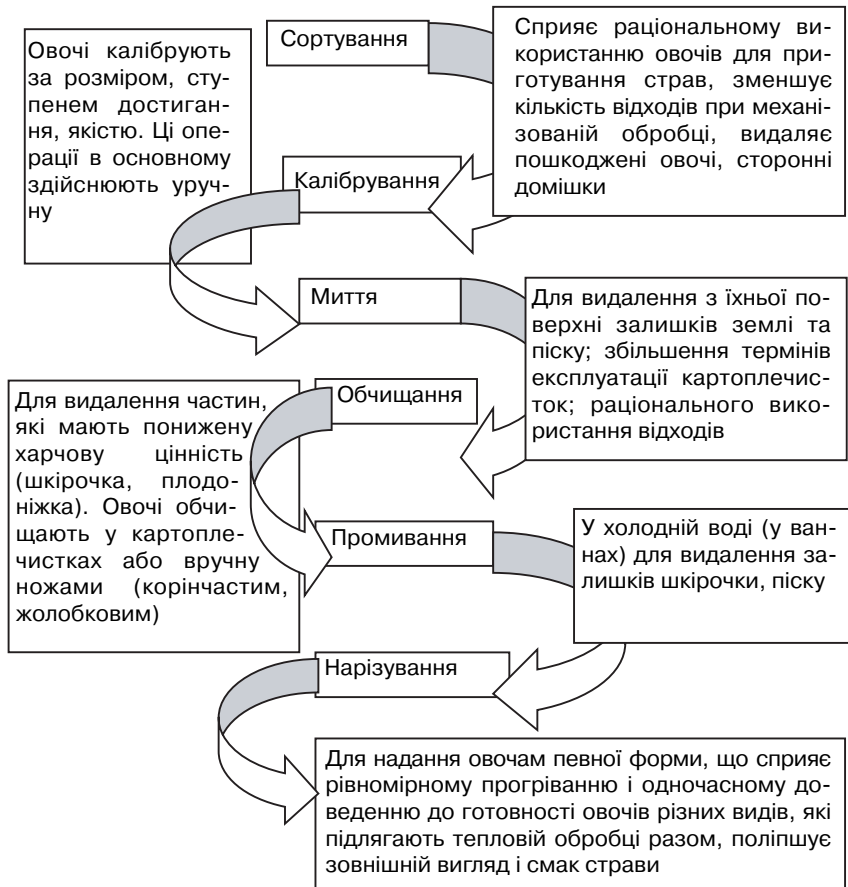 Сортування
Сприяє раціональному ви-
користанню овочів для при-
готування страв, зменшує
кількість відходів при механі-
зованій обробці, видаляє
пошкоджені овочі, сторонні
домішки
Овочі калібрують
за розміром, сту-
пенем достиган-
ня, якістю. Ці опе-
рації в основному
здійснюють уруч-
ну
Калібрування
Миття
Для видалення з їхньої по-
верхні залишків землі та
піску; збільшення термінів
експлуатації картоплечис-
ток; раціонального вико-
ристання відходів
Обчищання
Для видалення частин,
які мають понижену
харчову цінність
(шкірочка, плодо-
ніжка). Овочі обчи-
щають у картопле-
чистках або вручну
ножами (корінчастим,
жолобковим)
Промивання
У холодній воді (у ван-
нах) для видалення за-
лишків шкірочки, піску
Нарізування
Для надання овочам певної форми, що сприяє
рівномірному прогріванню і одночасному до-
веденню до готовності овочів різних видів, які
підлягають тепловій обробці разом, поліпшує
зовнішній вигляд і смак страви